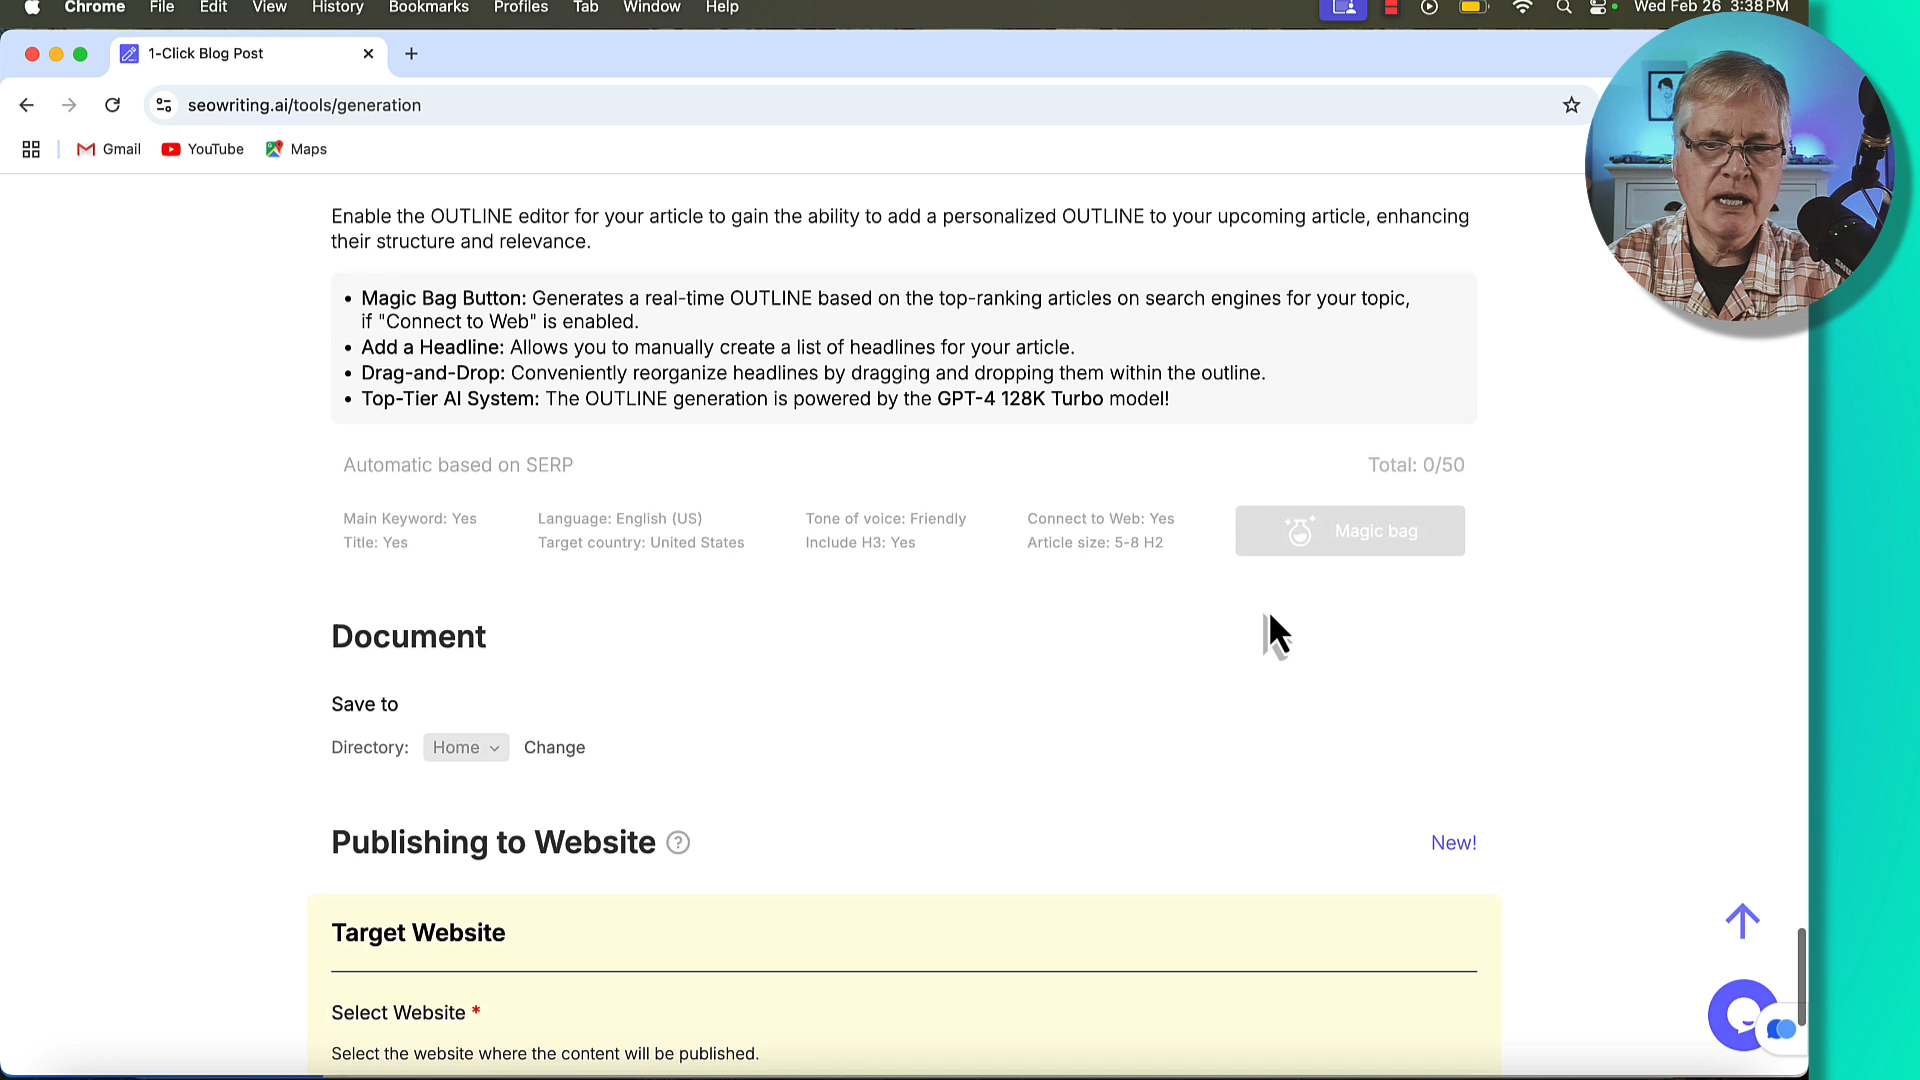 Chrome File Edit View History Bookmarks Profiles Tab Window Help Wed Feb 26 3:38 PM
1-Click Blog Post
seowriting.ai/tools/generation
Gmail YouTube Maps
Enable the OUTLINE editor for your article to gain the ability to add a personalized OUTLINE to your upcoming article, enhancing
their structure and relevance.
• Magic Bag Button: Generates a real-time OUTLINE based on the top-ranking articles on search engines for your topic,
if "Connect to Web" is enabled.
• Add a Headline: Allows you to manually create a list of headlines for your article.
• Drag-and-Drop: Conveniently reorganize headlines by dragging and dropping them within the outline.
• Top-Tier AI System: The OUTLINE generation is powered by the GPT-4 128K Turbo model!
Automatic based on SERP Total: 0/50
Main Keyword: Yes Language: English (US) Tone of voice: Friendly Connect to Web: Yes
Title: Yes Target country: United States Include H3: Yes Article size: 5-8 H2
Magic bag
Document
Save to
Directory: Home Change
Publishing to Website ? New!
Target Website
Select Website *
Select the website where the content will be published.